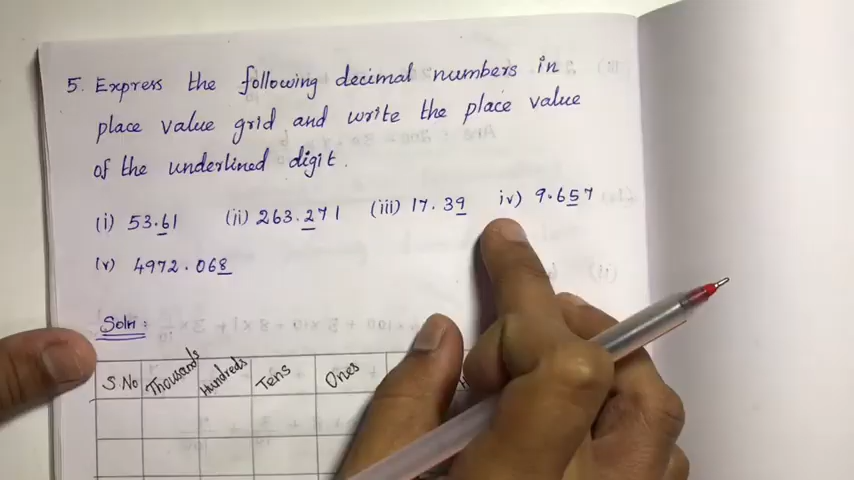 5. Express the following decimal numbers in
place value grid and write the place value
of the underlined digit.
(i) 53.61 (ii) 263.271 (iii) 17.39 iv) 9.657
(v) 4972.068
Soln:
S.No Thousands Hundreds Tens Ones